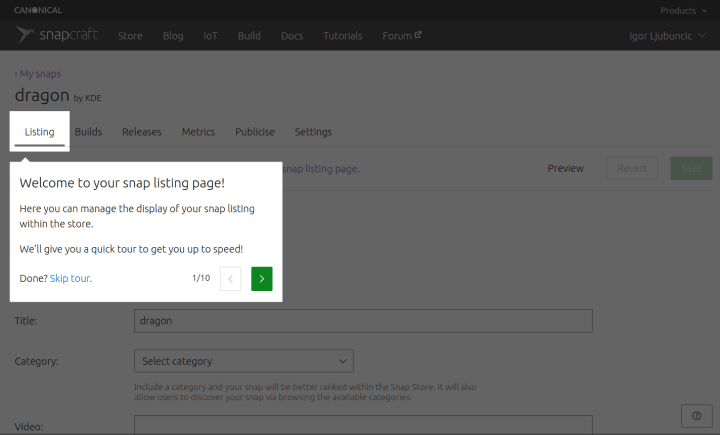 CANONICAL
Products
snapcraft
Store
Blog
IoT
Build
Docs
Tutorials
Forum
Igor Ljubuncic
‹ My snaps
dragon by KDE
Listing
Builds
Releases
Metrics
Publicise
Settings
snap listing page.
Preview
Revert
Save
Welcome to your snap listing page!
Here you can manage the display of your snap listing
within the store.
We'll give you a quick tour to get you up to speed!
Done? Skip tour.
1/10
Title:
dragon
Category:
Select category
Include a category and your snap will be better ranked within the Snap Store. It will also
allow users to discover your snap via browsing the available categories.
Video: